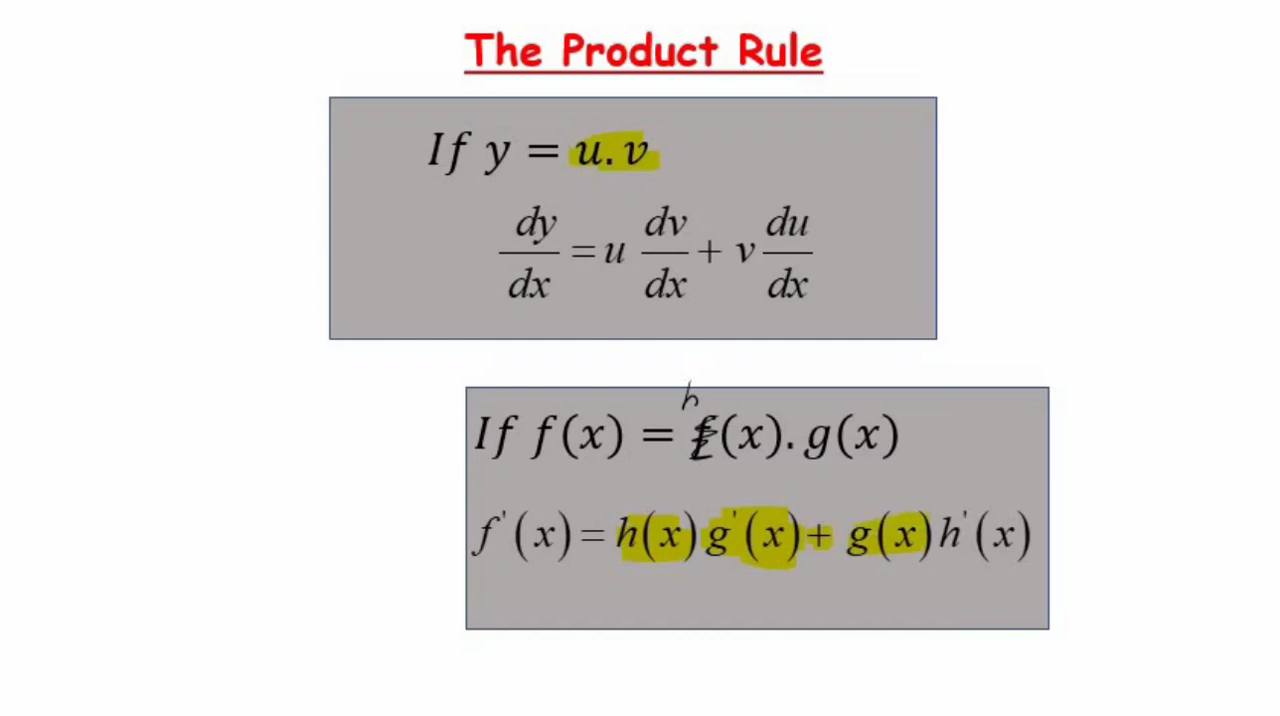 The Product Rule
If y = u.v
dy/dx = u dv/dx + v du/dx
h
If f(x) = f(x).g(x)
f'(x) = h(x)g'(x) + g(x)h'(x)